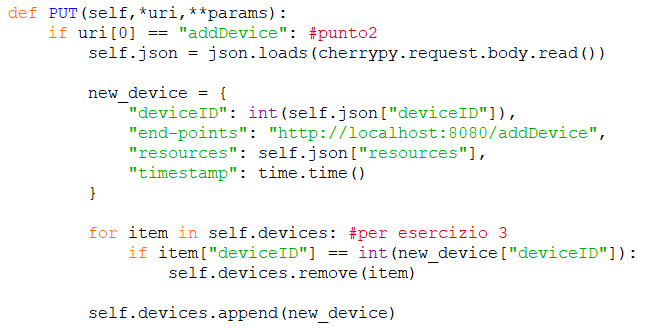 def PUT(self,*uri,**params):
    if uri[0] == "addDevice": #punto2
        self.json = json.loads(cherrypy.request.body.read())

        new_device = {
            "deviceID": int(self.json["deviceID"]),
            "end-points": "http://localhost:8080/addDevice",
            "resources": self.json["resources"],
            "timestamp": time.time()
        }

        for item in self.devices: #per esercizio 3
            if item["deviceID"] == int(new_device["deviceID"]):
                self.devices.remove(item)

        self.devices.append(new_device)